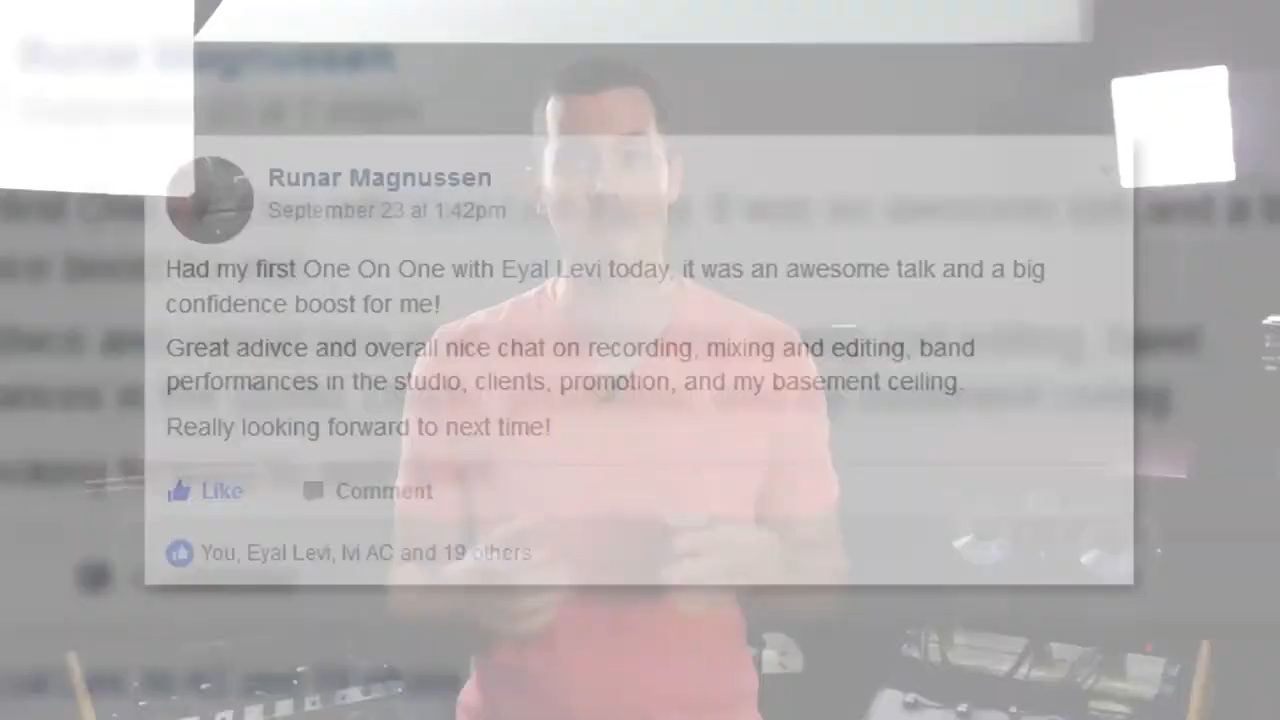 Runar Magnussen
September 23 at 1:42pm
Had my first One On One with Eyal Levi today, it was an awesome talk and a big
confidence boost for me!
Great adivce and overall nice chat on recording, mixing and editing, band
performances in the studio, clients, promotion, and my basement ceiling.
Really looking forward to next time!
Like Comment
You, Eyal Levi, Ivi AC and 19 others